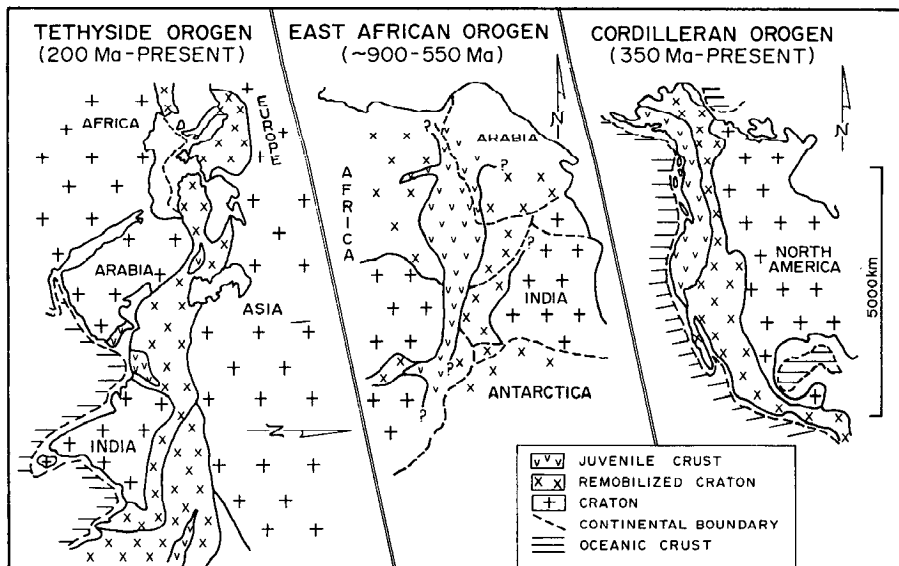 TETHYSIDE OROGEN
(200 Ma-PRESENT)
EAST AFRICAN OROGEN
(~900-550 Ma)
CORDILLERAN OROGEN
(350 Ma-PRESENT)
AFRICA
EUROPE
ARABIA
ASIA
INDIA
N
N
?
ARABIA
?
AFRICA
?
INDIA
?
ANTARCTICA
?
N
NORTH
AMERICA
5000km
JUVENILE CRUST
REMOBILIZED CRATON
CRATON
CONTINENTAL BOUNDARY
OCEANIC CRUST